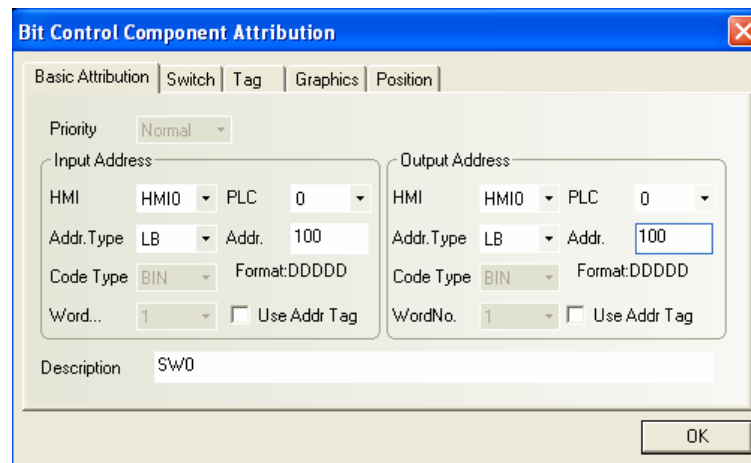 Bit Control Component Attribution
Basic Attribution Switch Tag Graphics Position
Priority Normal
Input Address
HMI HMI0 PLC 0
Addr.Type LB Addr. 100
Code Type BIN Format:DDDDD
Word... 1 Use Addr Tag
Output Address
HMI HMI0 PLC 0
Addr.Type LB Addr. 100
Code Type BIN Format:DDDDD
WordNo. 1 Use Addr Tag
Description SW0
OK